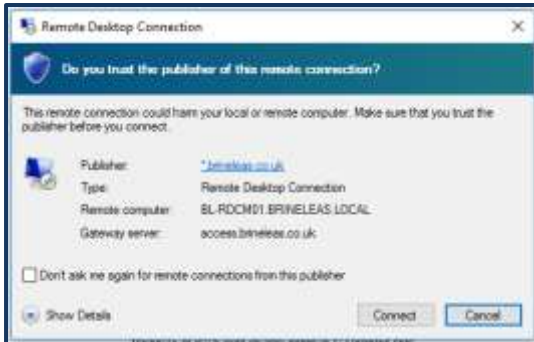 Remote Desktop Connection
Do you trust the publisher of this remote connection?
This remote connection could harm your local or remote computer. Make sure that you trust the
publisher before you connect.
Publisher: *.brineleas.co.uk
Type: Remote Desktop Connection
Remote computer: BL-RDCM01.BRINELEAS.LOCAL
Gateway server: access.brineleas.co.uk
Don't ask me again for remote connections from this publisher
Show Details Connect Cancel